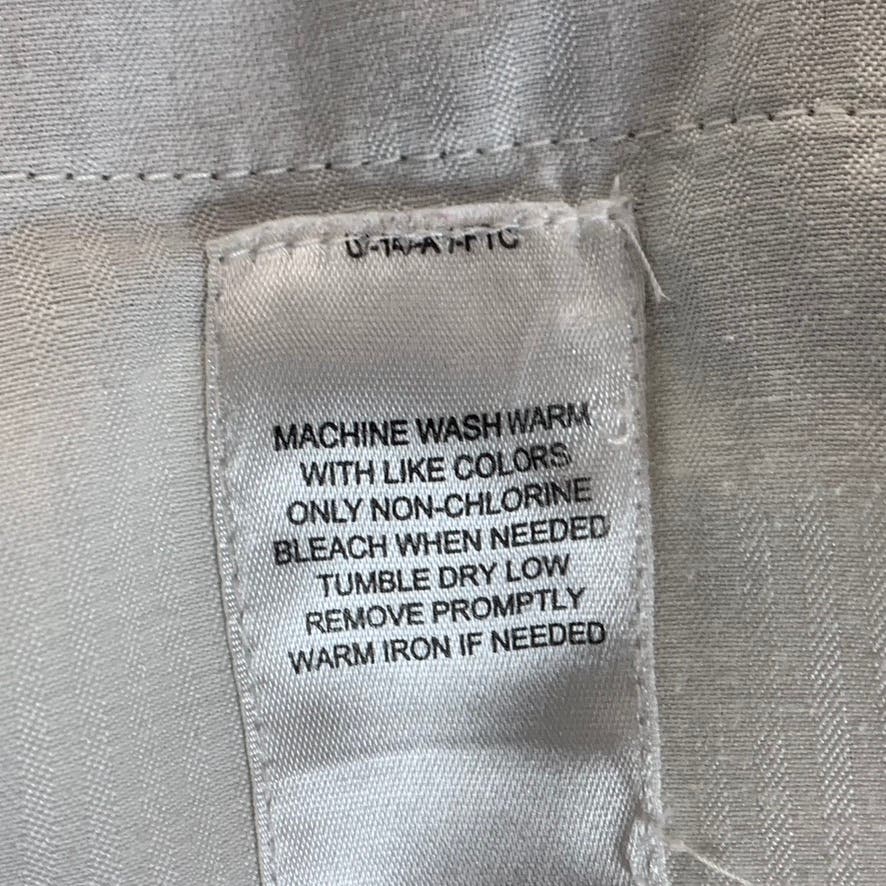 MACHINE WASH WARM
WITH LIKE COLORS
ONLY NON-CHLORINE
BLEACH WHEN NEEDED
TUMBLE DRY LOW
REMOVE PROMPTLY
WARM IRON IF NEEDED